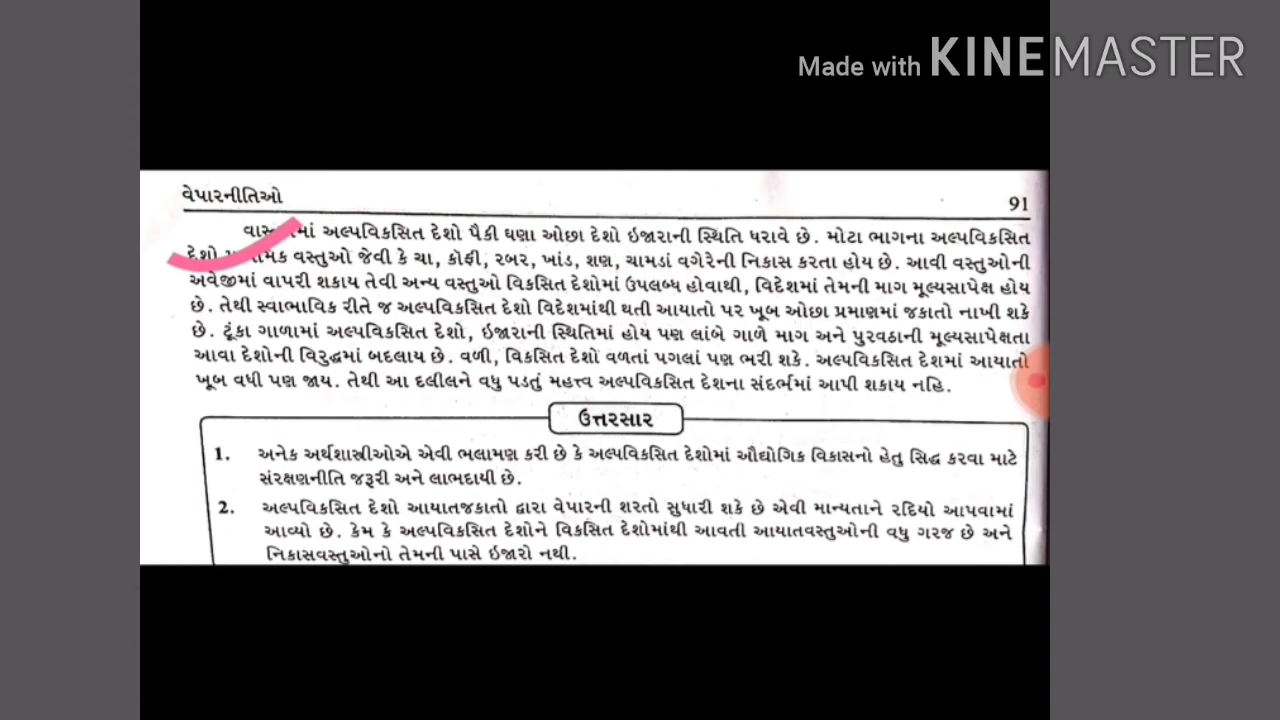 Made with KINEMASTER
વેપારનીતિઓ 91
અલ્પવિકસિત દેશો પૈકી ઘણા ઓછા દેશો ઇજારાની સ્થિતિ ધરાવે છે. મોટા ભાગના અલ્પવિકસિત
દેશો વસ્તુઓ જેવી કે ચા, કૉફી, રબર, ખાંડ, શણ, ચામડાં વગેરેની નિકાસ કરતા હોય છે. આવી વસ્તુઓની
અવેજીમાં વાપરી શકાય તેવી અન્ય વસ્તુઓ વિકસિત દેશોમાં ઉપલબ્ધ હોવાથી, વિદેશમાં તેમની માગ મૂલ્યસાપેક્ષ હોય
છે. તેથી સ્વાભાવિક રીતે જ અલ્પવિકસિત દેશો વિદેશમાંથી થતી આયાતો પર ખૂબ ઓછા પ્રમાણમાં જકાતો નાખી શકે
છે. ટૂંકા ગાળામાં અલ્પવિકસિત દેશો, ઇજારાની સ્થિતિમાં હોય પણ લાંબે ગાળે માગ અને પુરવઠાની મૂલ્યસાપેક્ષતા
આવા દેશોની વિરુદ્ધમાં બદલાય છે. વળી, વિકસિત દેશો વળતાં પગલાં પણ ભરી શકે. અલ્પવિકસિત દેશમાં આયાતો
ખૂબ વધી પણ જાય. તેથી આ દલીલને વધુ પડતું મહત્ત્વ અલ્પવિકસિત દેશના સંદર્ભમાં આપી શકાય નહિ.
ઉત્તરસાર
1. અનેક અર્થશાસ્ત્રીઓએ એવી ભલામણ કરી છે કે અલ્પવિકસિત દેશોમાં ઔદ્યોગિક વિકાસનો હેતુ સિદ્ધ કરવા માટે
સંરક્ષણનીતિ જરૂરી અને લાભદાયી છે.
2. અલ્પવિકસિત દેશો આયાતજકાતો દ્વારા વેપારની શરતો સુધારી શકે છે એવી માન્યતાને રદિયો આપવામાં
આવ્યો છે. કેમ કે અલ્પવિકસિત દેશોને વિકસિત દેશોમાંથી આવતી આયાતવસ્તુઓની વધુ ગરજ છે અને
નિકાસવસ્તુઓનો તેમની પાસે ઇજારો નથી.